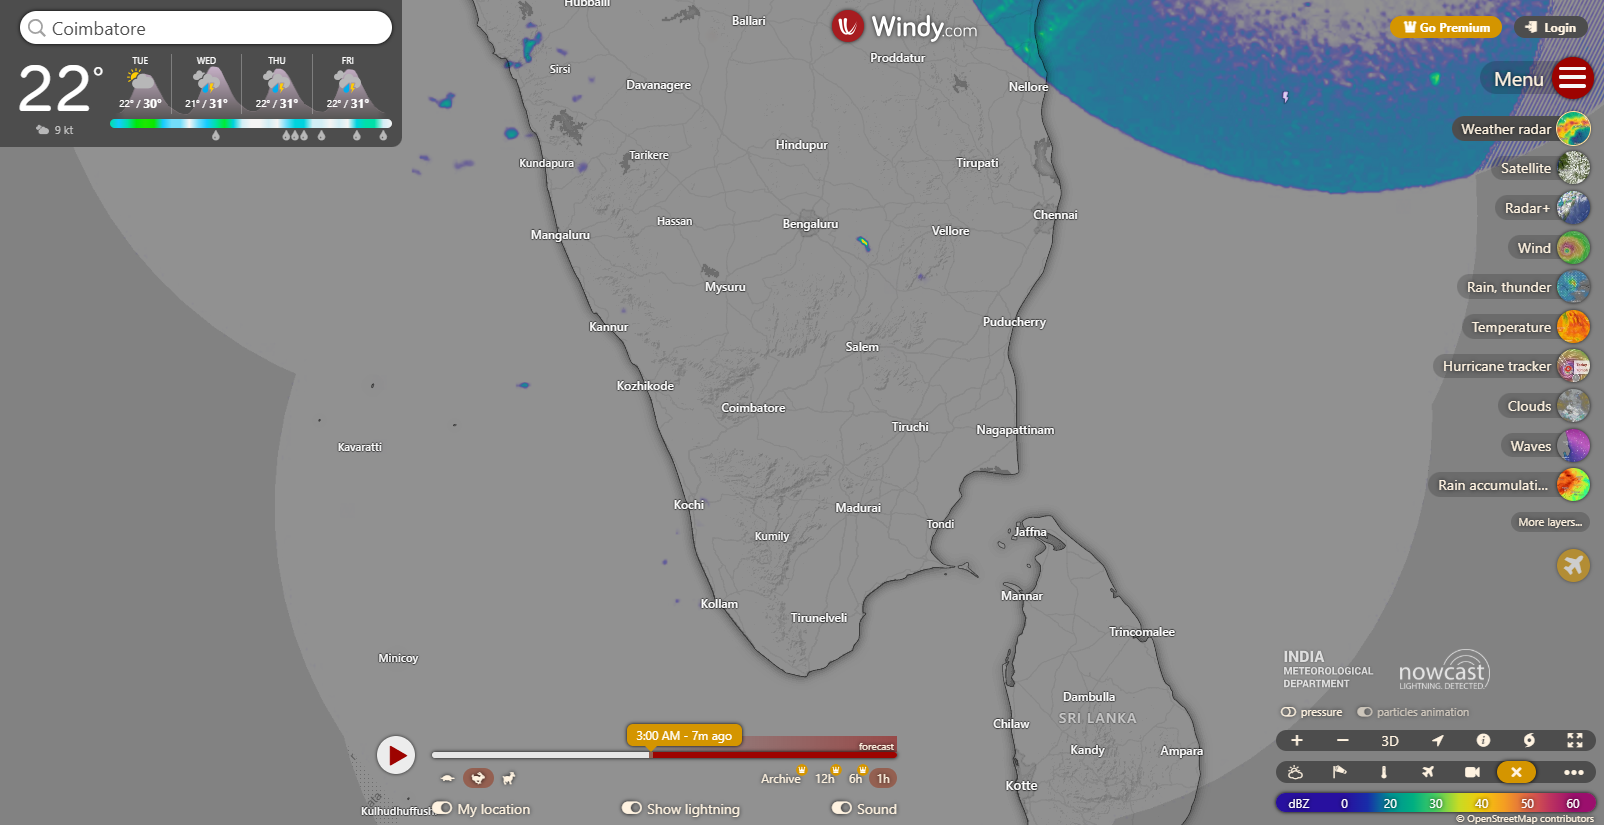 Coimbatore
22°
9 kt
TUE WED THU FRI
22° / 30° 21° / 31° 22° / 31° 22° / 31°
Windy.com
Go Premium
Login
Menu
Weather radar
Satellite
Radar+
Wind
Rain, thunder
Temperature
Hurricane tracker
Clouds
Waves
Rain accumulati...
More layers...
Hubballi
Ballari
Proddatur
Sirsi
Davanagere
Nellore
Hindupur
Tarikere
Kundapura
Tirupati
Hassan
Bengaluru
Chennai
Mangaluru
Vellore
Mysuru
Kannur
Puducherry
Salem
Kozhikode
Coimbatore
Tiruchi
Nagapattinam
Kavaratti
Kochi
Madurai
Tondi
Jaffna
Kumily
Mannar
Kollam
Tirunelveli
Trincomalee
Minicoy
Dambulla
SRI LANKA
Chilaw
Kandy
Ampara
Kotte
Kulhudhuffush
INDIA
METEOROLOGICAL
DEPARTMENT
nowcast
LIGHTNING. DETECTED.
pressure
particles animation
3D
3:00 AM - 7m ago
forecast
Archive 12h 6h 1h
My location
Show lightning
Sound
dBZ 0 20 30 40 50 60
© OpenStreetMap contributors